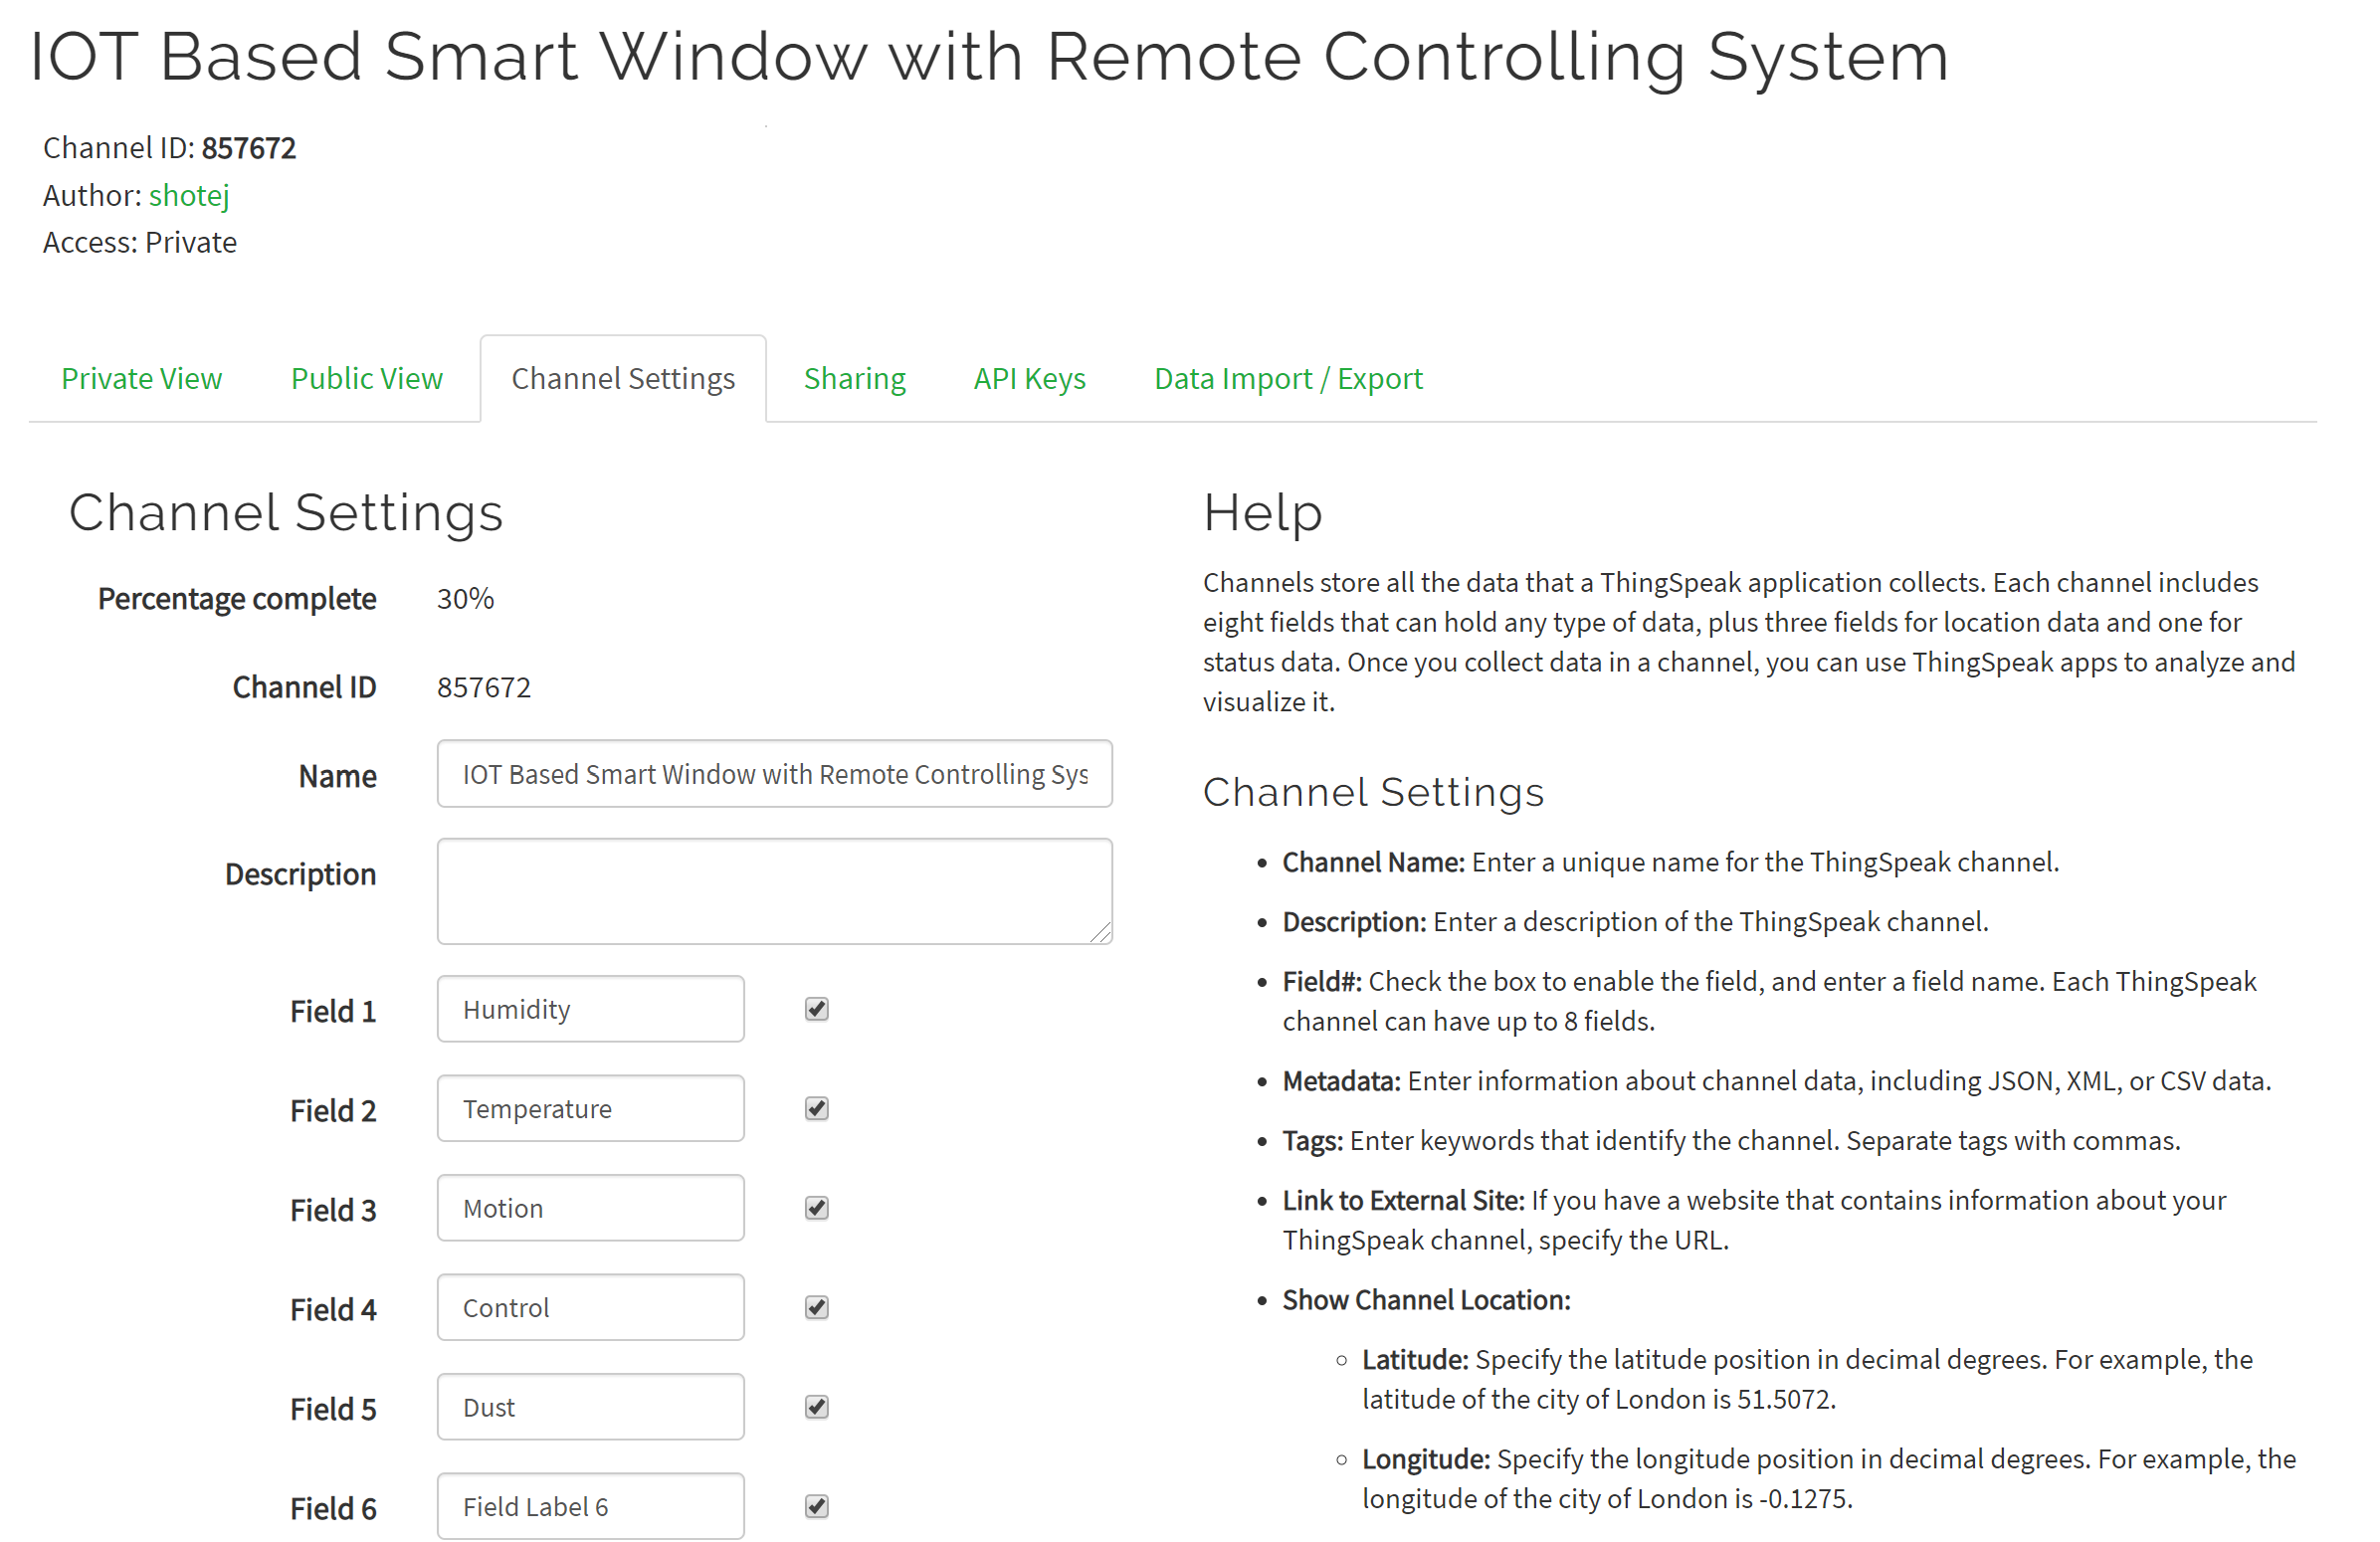 IOT Based Smart Window with Remote Controlling System
Channel ID: 857672
Author: shotej
Access: Private
Private View
Public View
Channel Settings
Sharing
API Keys
Data Import / Export
Channel Settings
Percentage complete 30%
Channel ID 857672
Name IOT Based Smart Window with Remote Controlling Sys
Description
Field 1 Humidity
Field 2 Temperature
Field 3 Motion
Field 4 Control
Field 5 Dust
Field 6 Field Label 6
Help
Channels store all the data that a ThingSpeak application collects. Each channel includes
eight fields that can hold any type of data, plus three fields for location data and one for
status data. Once you collect data in a channel, you can use ThingSpeak apps to analyze and
visualize it.
Channel Settings
• Channel Name: Enter a unique name for the ThingSpeak channel.
• Description: Enter a description of the ThingSpeak channel.
• Field#: Check the box to enable the field, and enter a field name. Each ThingSpeak
channel can have up to 8 fields.
• Metadata: Enter information about channel data, including JSON, XML, or CSV data.
• Tags: Enter keywords that identify the channel. Separate tags with commas.
• Link to External Site: If you have a website that contains information about your
ThingSpeak channel, specify the URL.
• Show Channel Location:
○ Latitude: Specify the latitude position in decimal degrees. For example, the
latitude of the city of London is 51.5072.
○ Longitude: Specify the longitude position in decimal degrees. For example, the
longitude of the city of London is -0.1275.